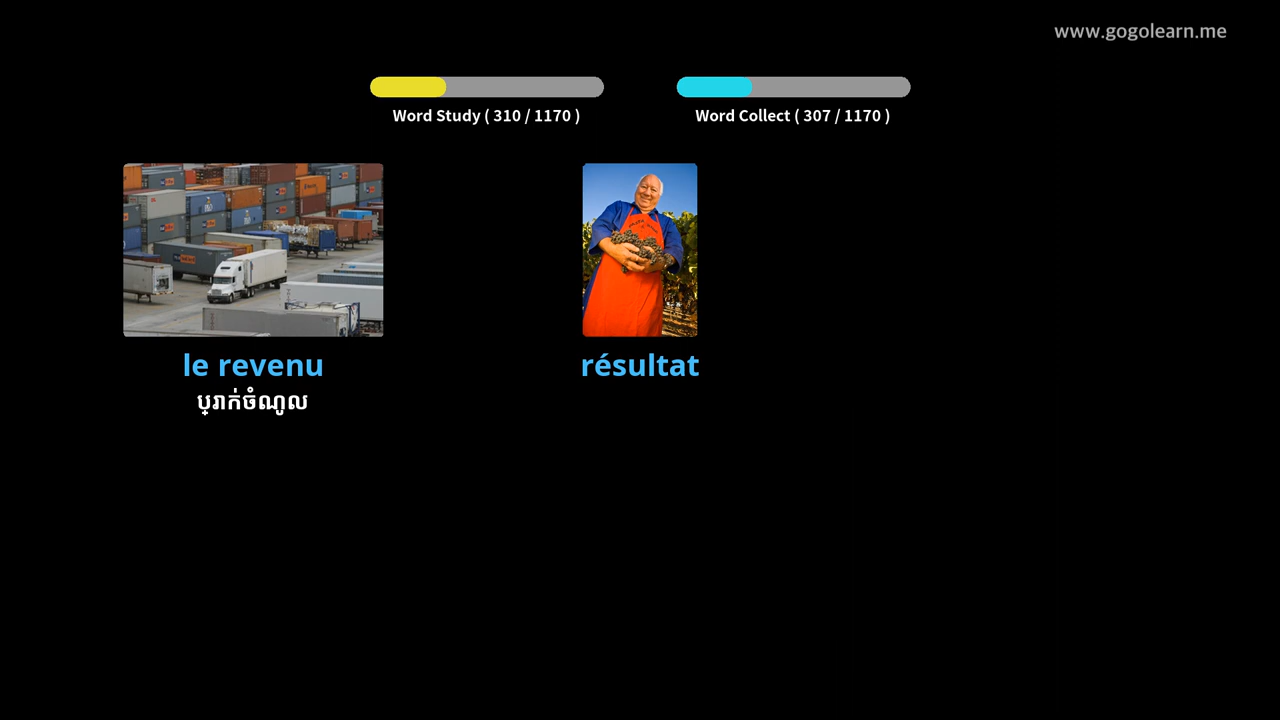 www.gogolearn.me
Word Study ( 310 / 1170 )
Word Collect ( 307 / 1170 )
le revenu
résultat
ប្រាក់ចំណូល